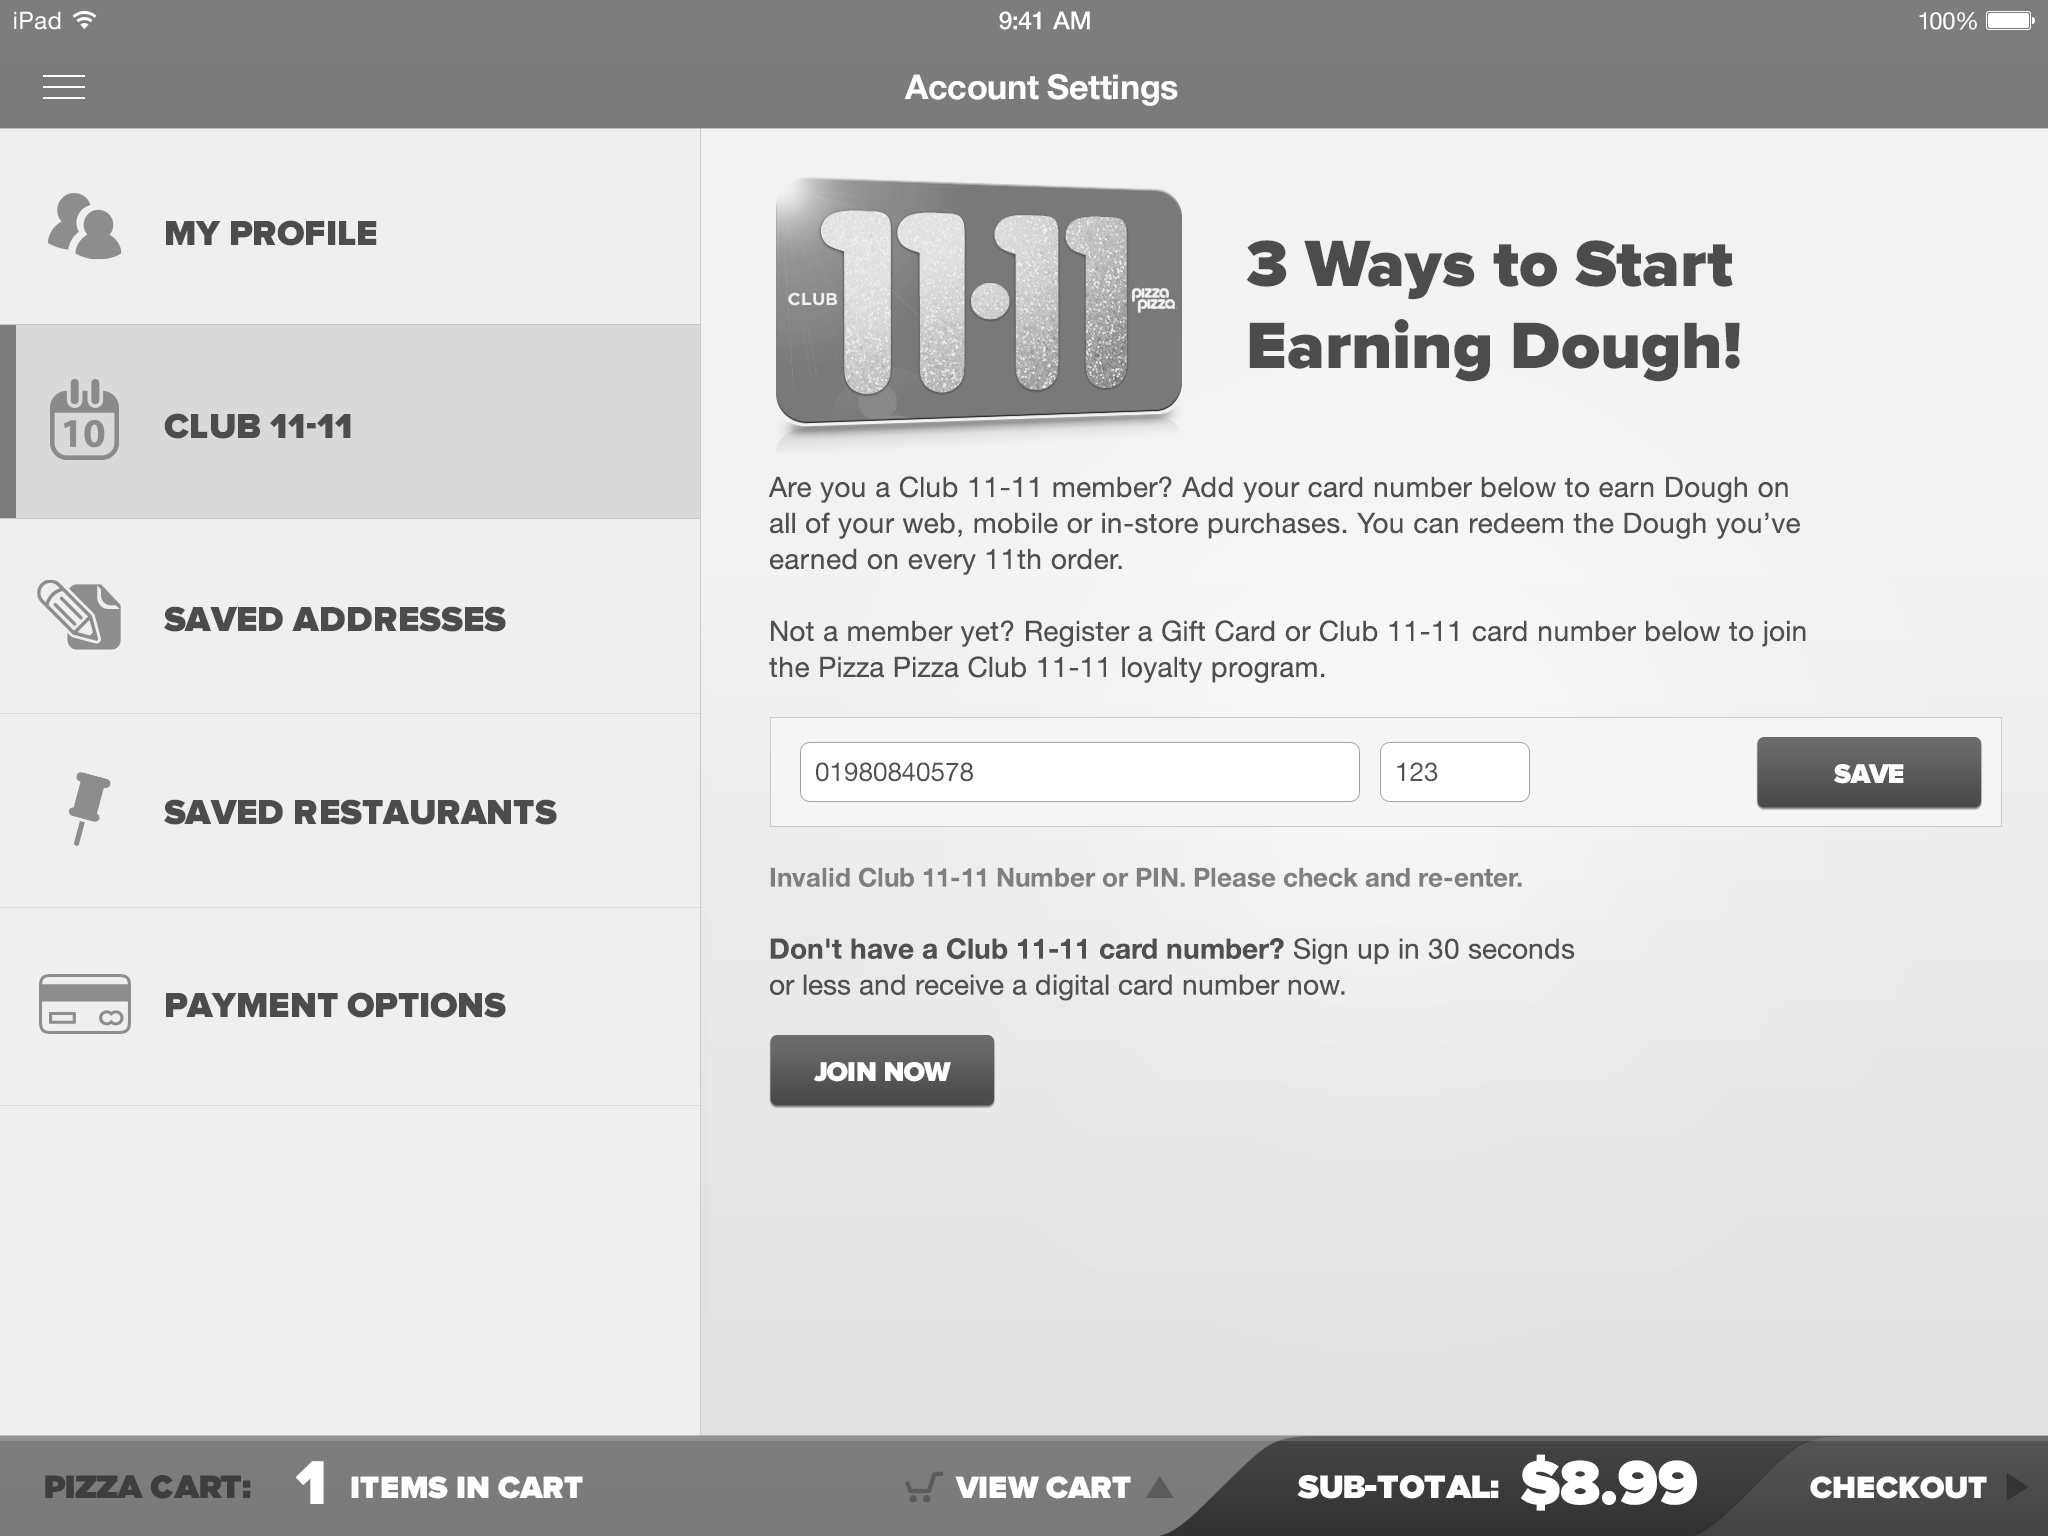 iPad
9:41 AM
100%
Account Settings
MY PROFILE
10
CLUB 11-11
SAVED ADDRESSES
SAVED RESTAURANTS
PAYMENT OPTIONS
CLUB
11·11
pizza
pizza
3 Ways to Start
Earning Dough!
Are you a Club 11-11 member? Add your card number below to earn Dough on
all of your web, mobile or in-store purchases. You can redeem the Dough you’ve
earned on every 11th order.
Not a member yet? Register a Gift Card or Club 11-11 card number below to join
the Pizza Pizza Club 11-11 loyalty program.
01980840578
123
SAVE
Invalid Club 11-11 Number or PIN. Please check and re-enter.
Don't have a Club 11-11 card number? Sign up in 30 seconds
or less and receive a digital card number now.
JOIN NOW
PIZZA CART: 1 ITEMS IN CART
VIEW CART
SUB-TOTAL: $8.99
CHECKOUT